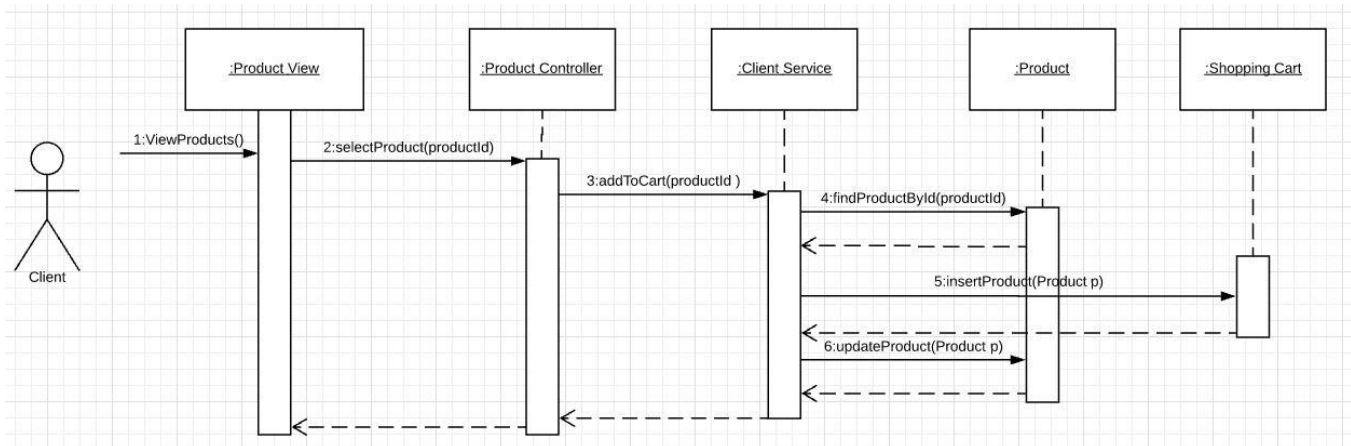 :Product View
:Product Controller
:Client Service
:Product
:Shopping Cart
1:ViewProducts()
2:selectProduct(productId)
3:addToCart(productId )
4:findProductById(productId)
Client
5:insertProduct(Product p)
6:updateProduct(Product p)